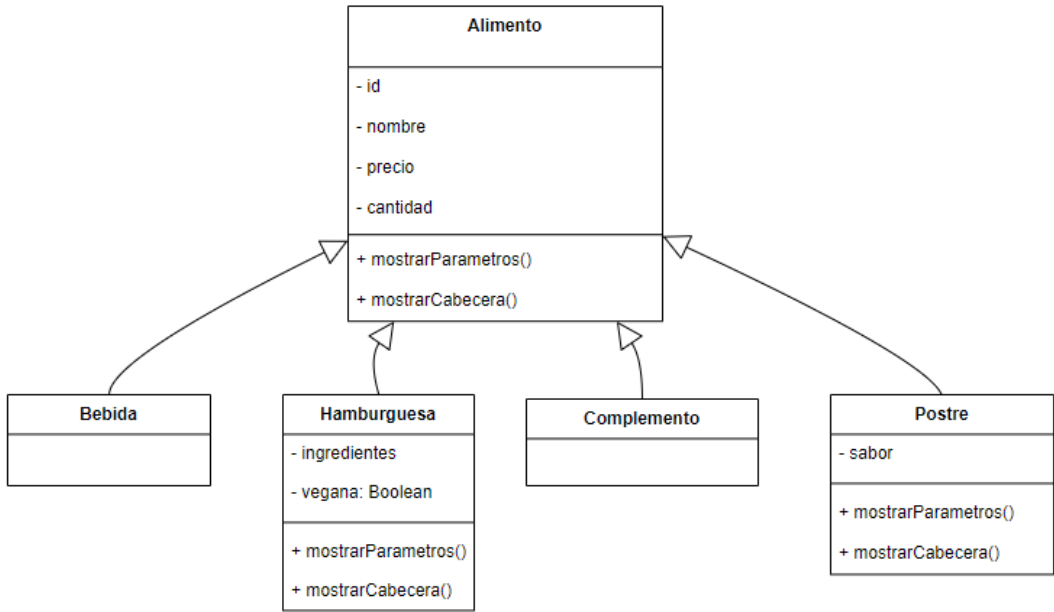 Alimento
- id
- nombre
- precio
- cantidad
+ mostrarParametros()
+ mostrarCabecera()
Bebida
Hamburguesa
- ingredientes
- vegana: Boolean
+ mostrarParametros()
+ mostrarCabecera()
Complemento
Postre
- sabor
+ mostrarParametros()
+ mostrarCabecera()